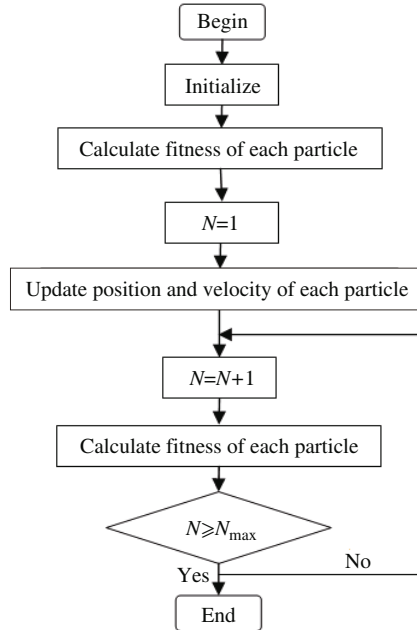 Begin
Initialize
Calculate fitness of each particle
N=1
Update position and velocity of each particle
N=N+1
Calculate fitness of each particle
N⩾Nmax
No
Yes
End